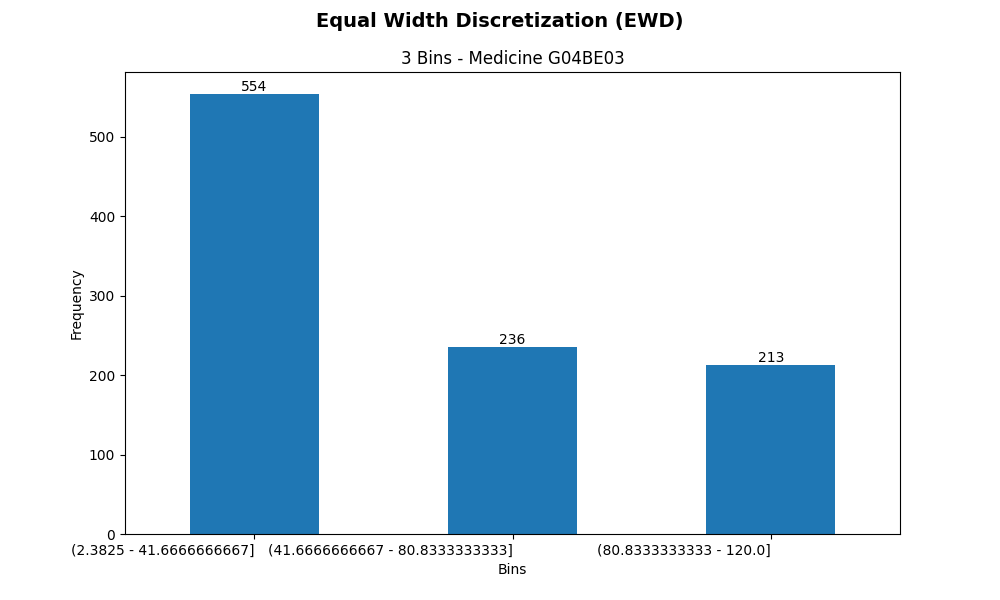 Equal Width Discretization (EWD)
3 Bins - Medicine G04BE03
554
500
400
300
200
100
0
Frequency
236
213
(2.3825 - 41.6666666667] (41.6666666667 - 80.8333333333] (80.8333333333 - 120.0]
Bins